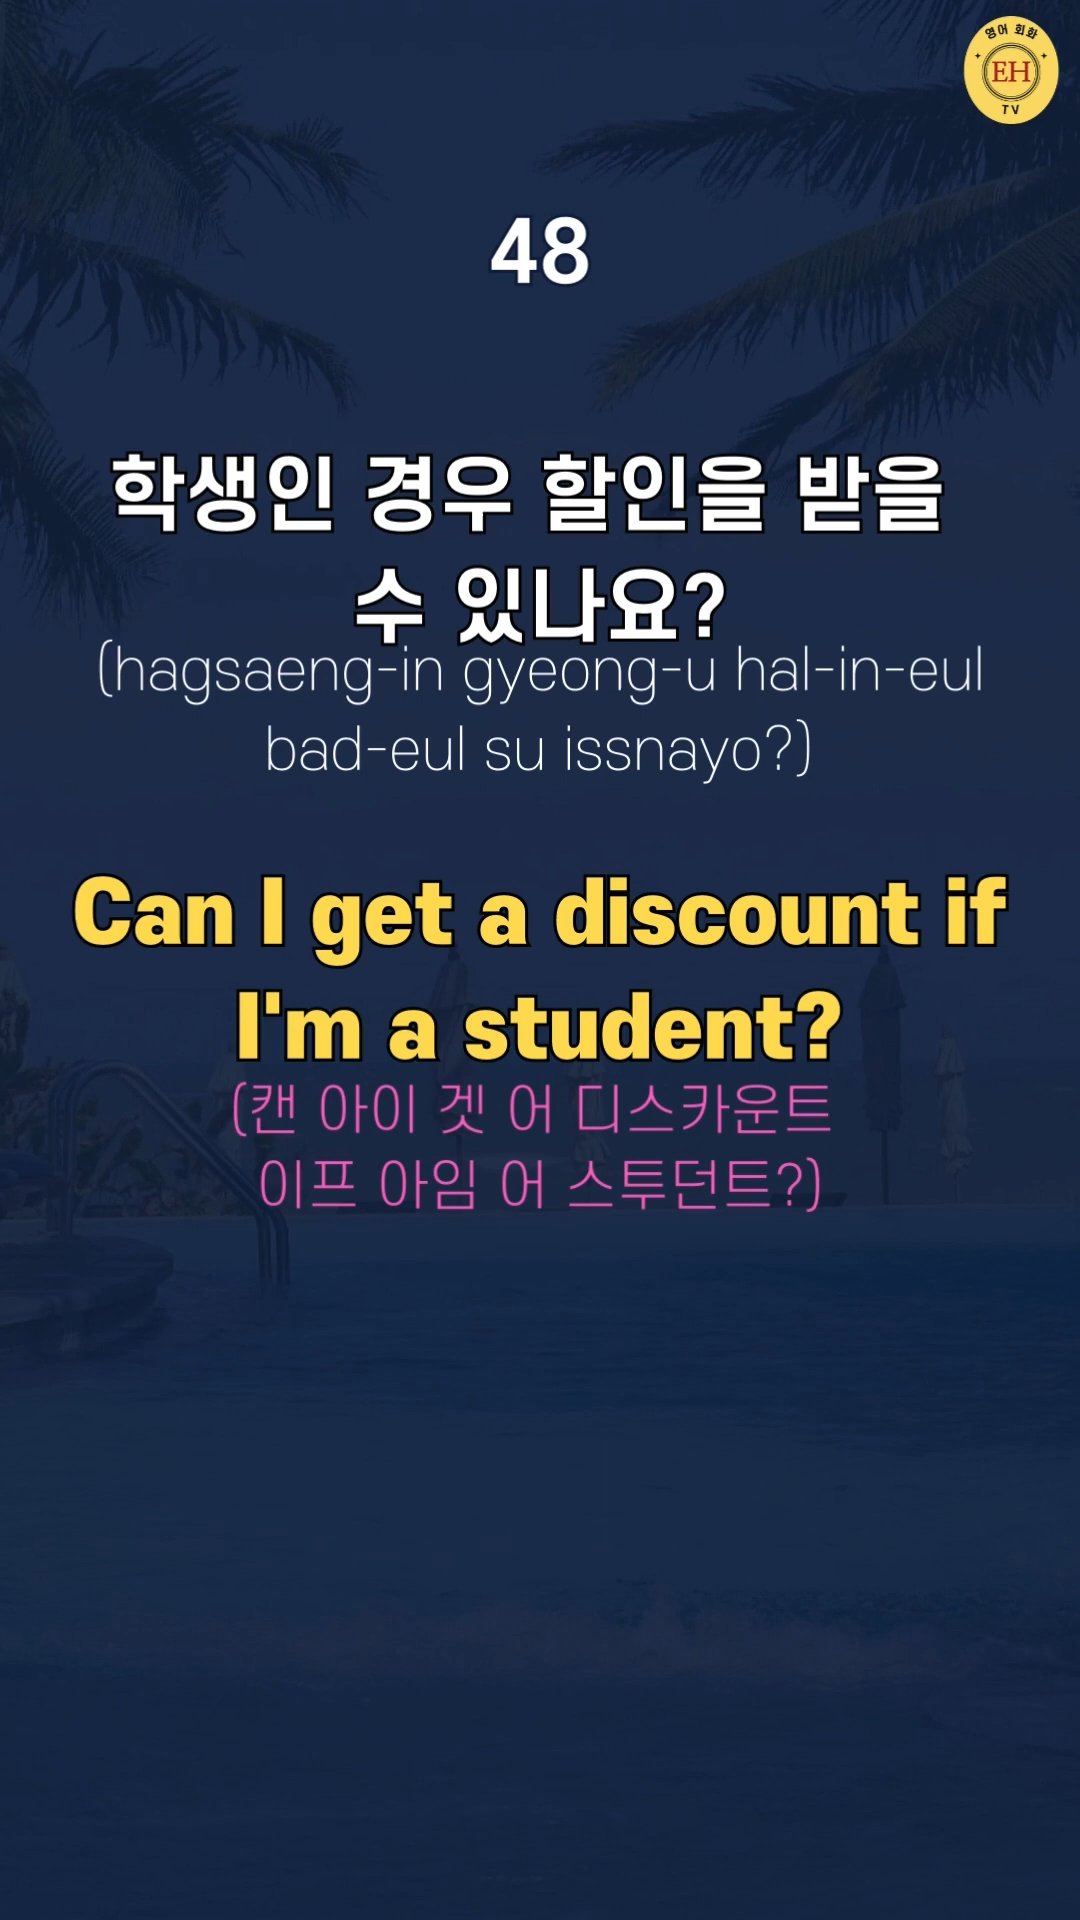 영어 회화
EH
TV
48
학생인 경우 할인을 받을
수 있나요?
(hagsaeng-in gyeong-u hal-in-eul
bad-eul su issnayo?)
Can I get a discount if
I'm a student?
(캔 아이 겟 어 디스카운트
이프 아임 어 스투던트?)